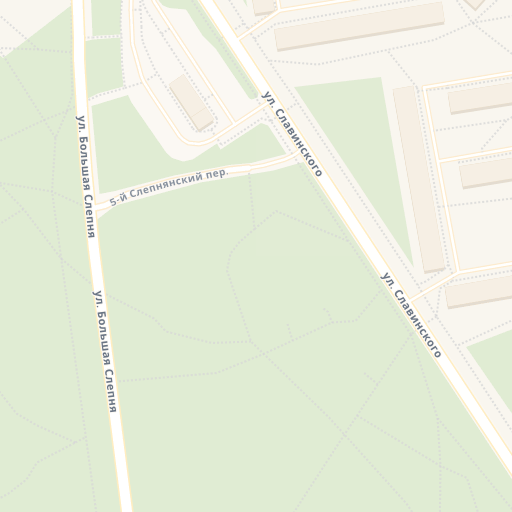 ул. Славинского
ул. Большая Слепня
5-й Слепнянский пер.
ул. Славинского
ул. Большая Слепня